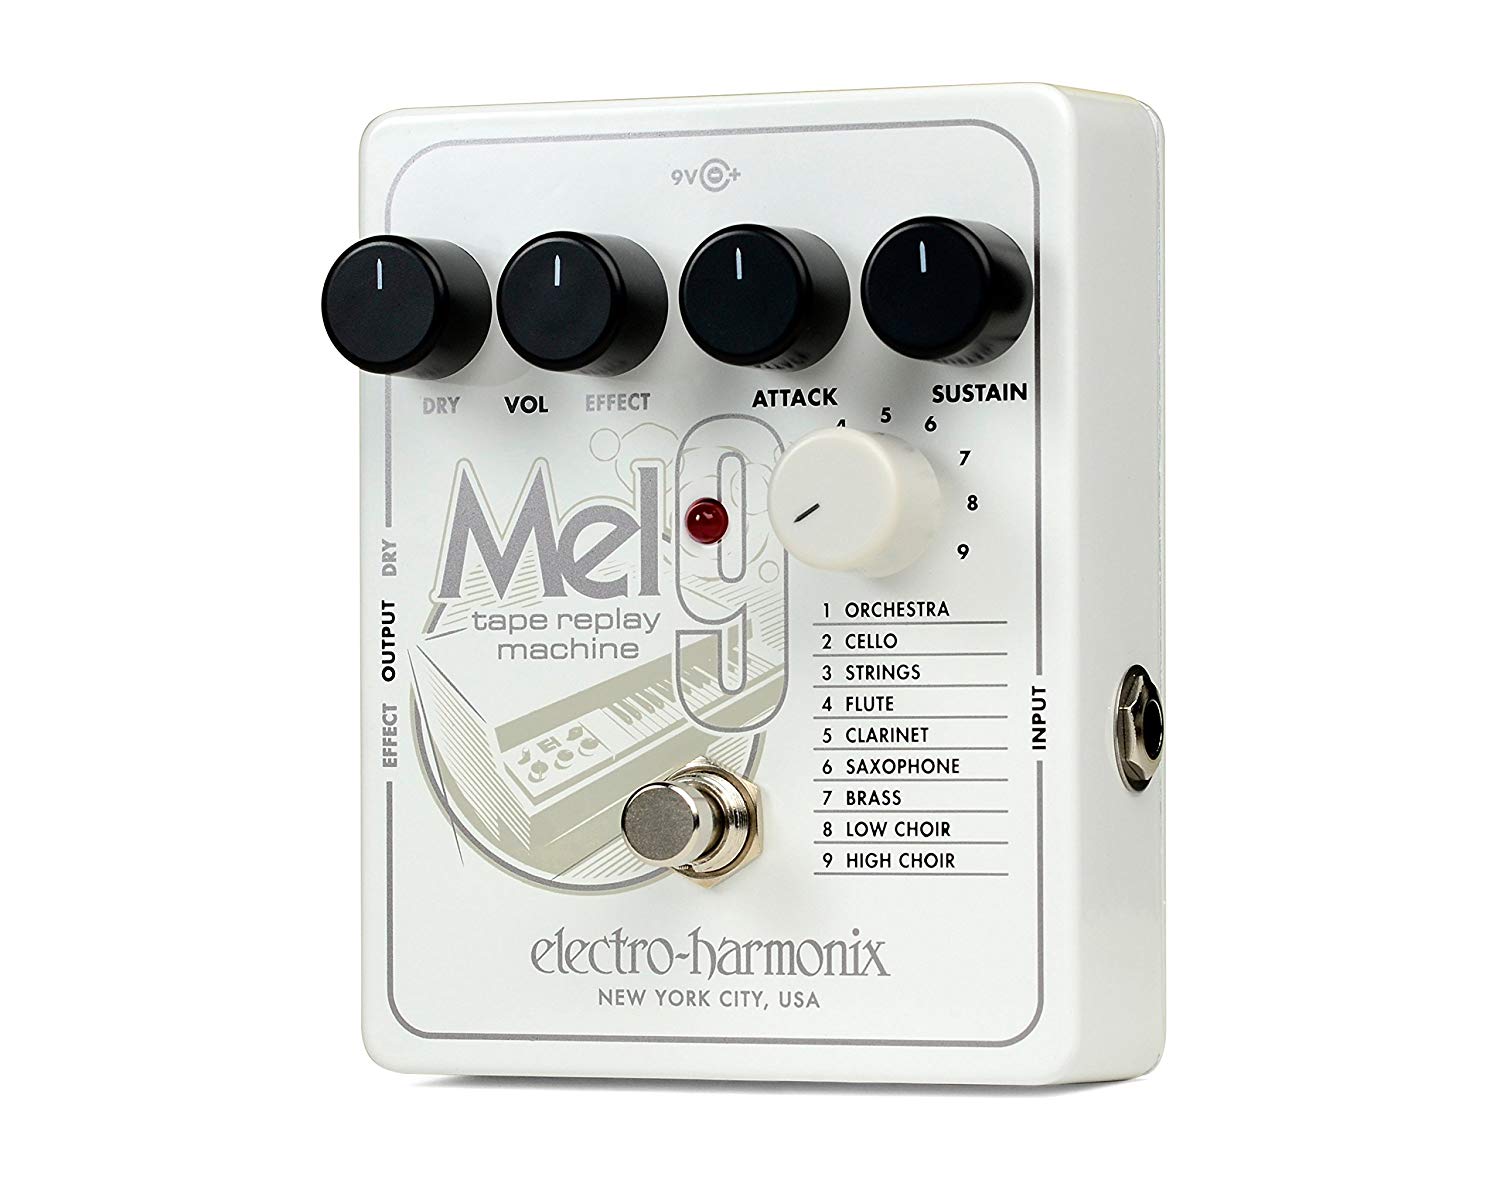 9V +
DRY VOL EFFECT
ATTACK
SUSTAIN
4 5 6 7 8 9
Mel9
tape replay
machine
DRY
OUTPUT
EFFECT
INPUT
1 ORCHESTRA
2 CELLO
3 STRINGS
4 FLUTE
5 CLARINET
6 SAXOPHONE
7 BRASS
8 LOW CHOIR
9 HIGH CHOIR
electro-harmonix
NEW YORK CITY, USA